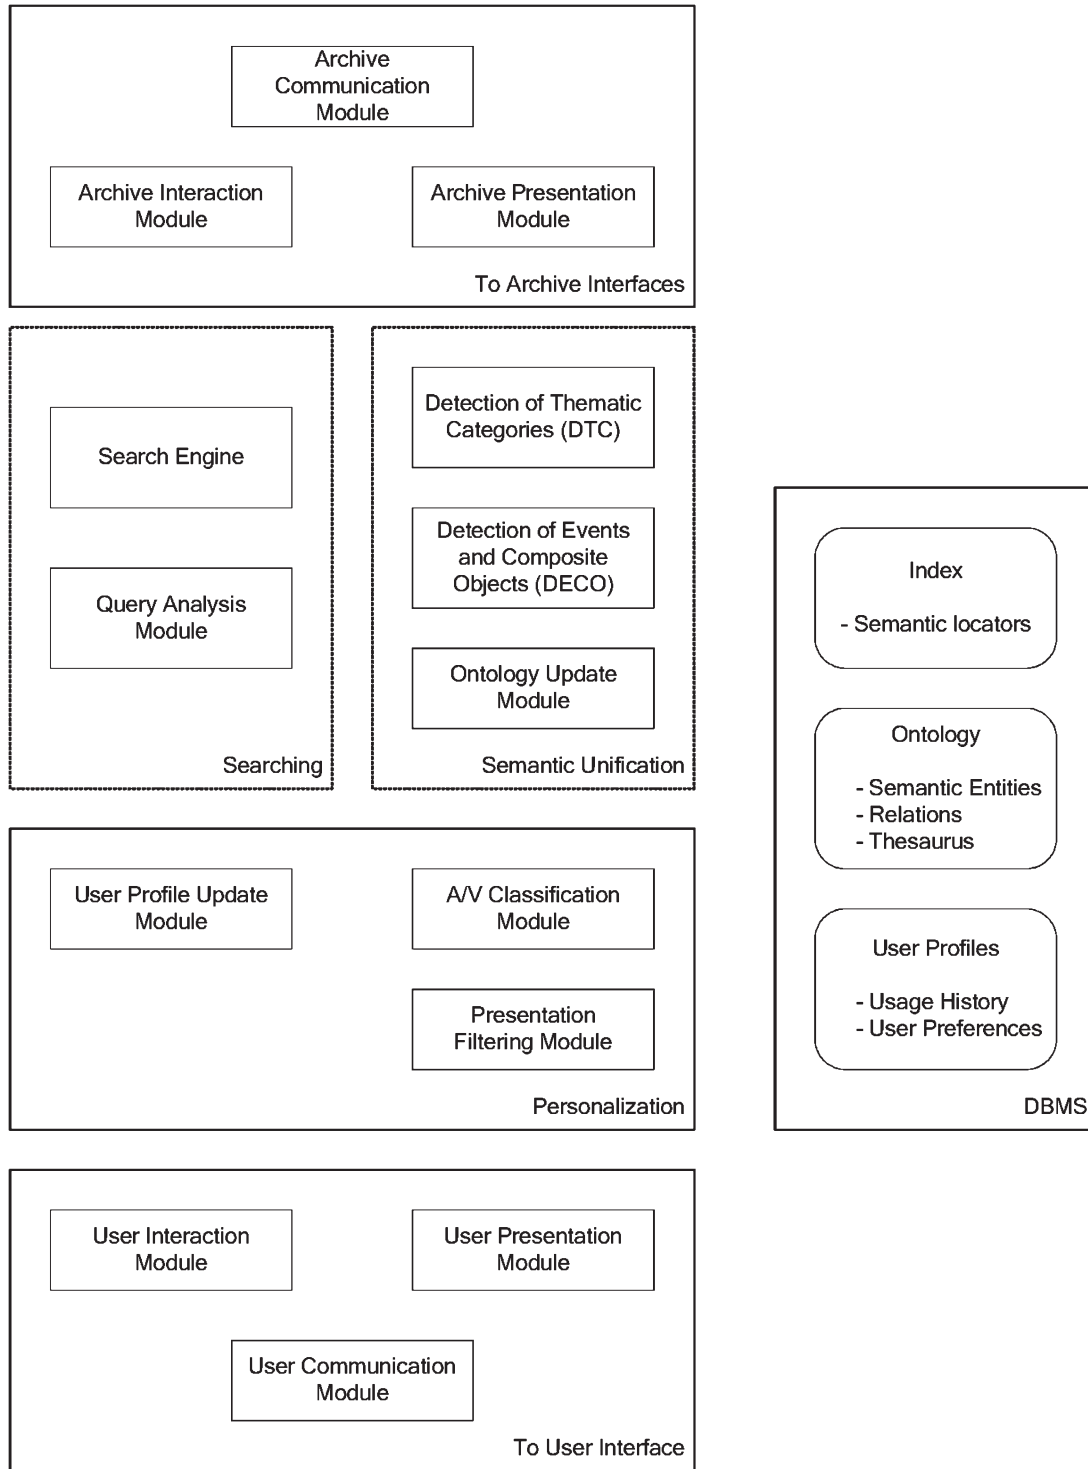 Archive
Communication
Module
Archive Interaction
Module
Archive Presentation
Module
To Archive Interfaces
Search Engine
Query Analysis
Module
Searching
Detection of Thematic
Categories (DTC)
Detection of Events
and Composite
Objects (DECO)
Ontology Update
Module
Semantic Unification
User Profile Update
Module
A/V Classification
Module
Presentation
Filtering Module
Personalization
User Interaction
Module
User Presentation
Module
User Communication
Module
To User Interface
Index
- Semantic locators
Ontology
- Semantic Entities
- Relations
- Thesaurus
User Profiles
- Usage History
- User Preferences
DBMS